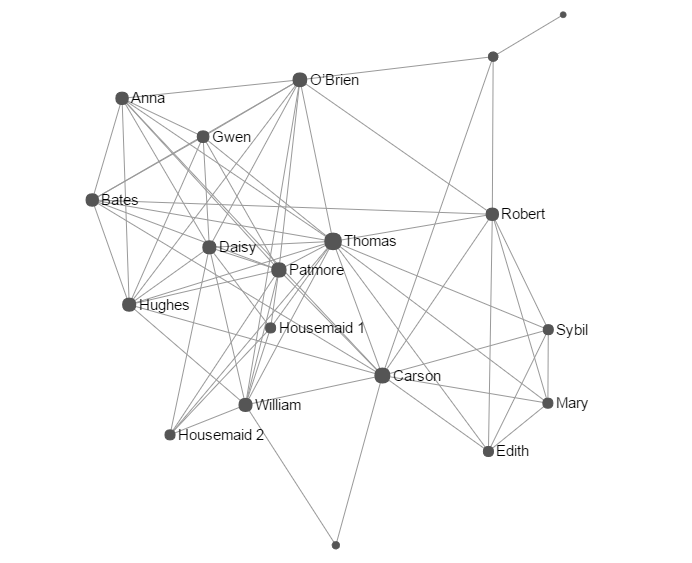 O'Brien
Anna
Gwen
Bates
Robert
Thomas
Daisy
Patmore
Hughes
Housemaid 1
Sybil
Carson
Mary
William
Housemaid 2
Edith